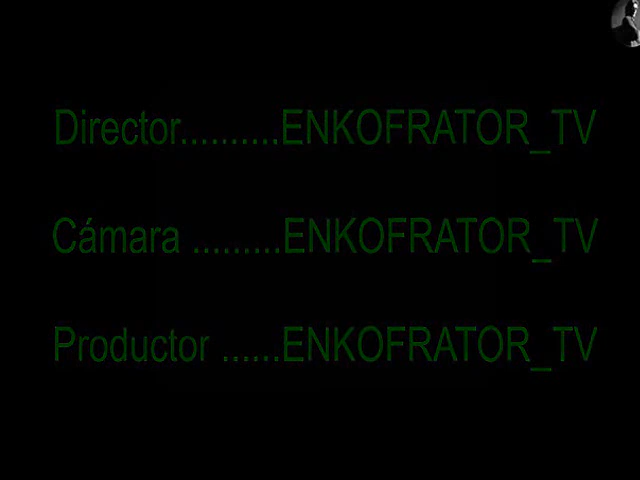 Director..........ENKOFRATOR_TV
Cámara .........ENKOFRATOR_TV
Productor ......ENKOFRATOR_TV